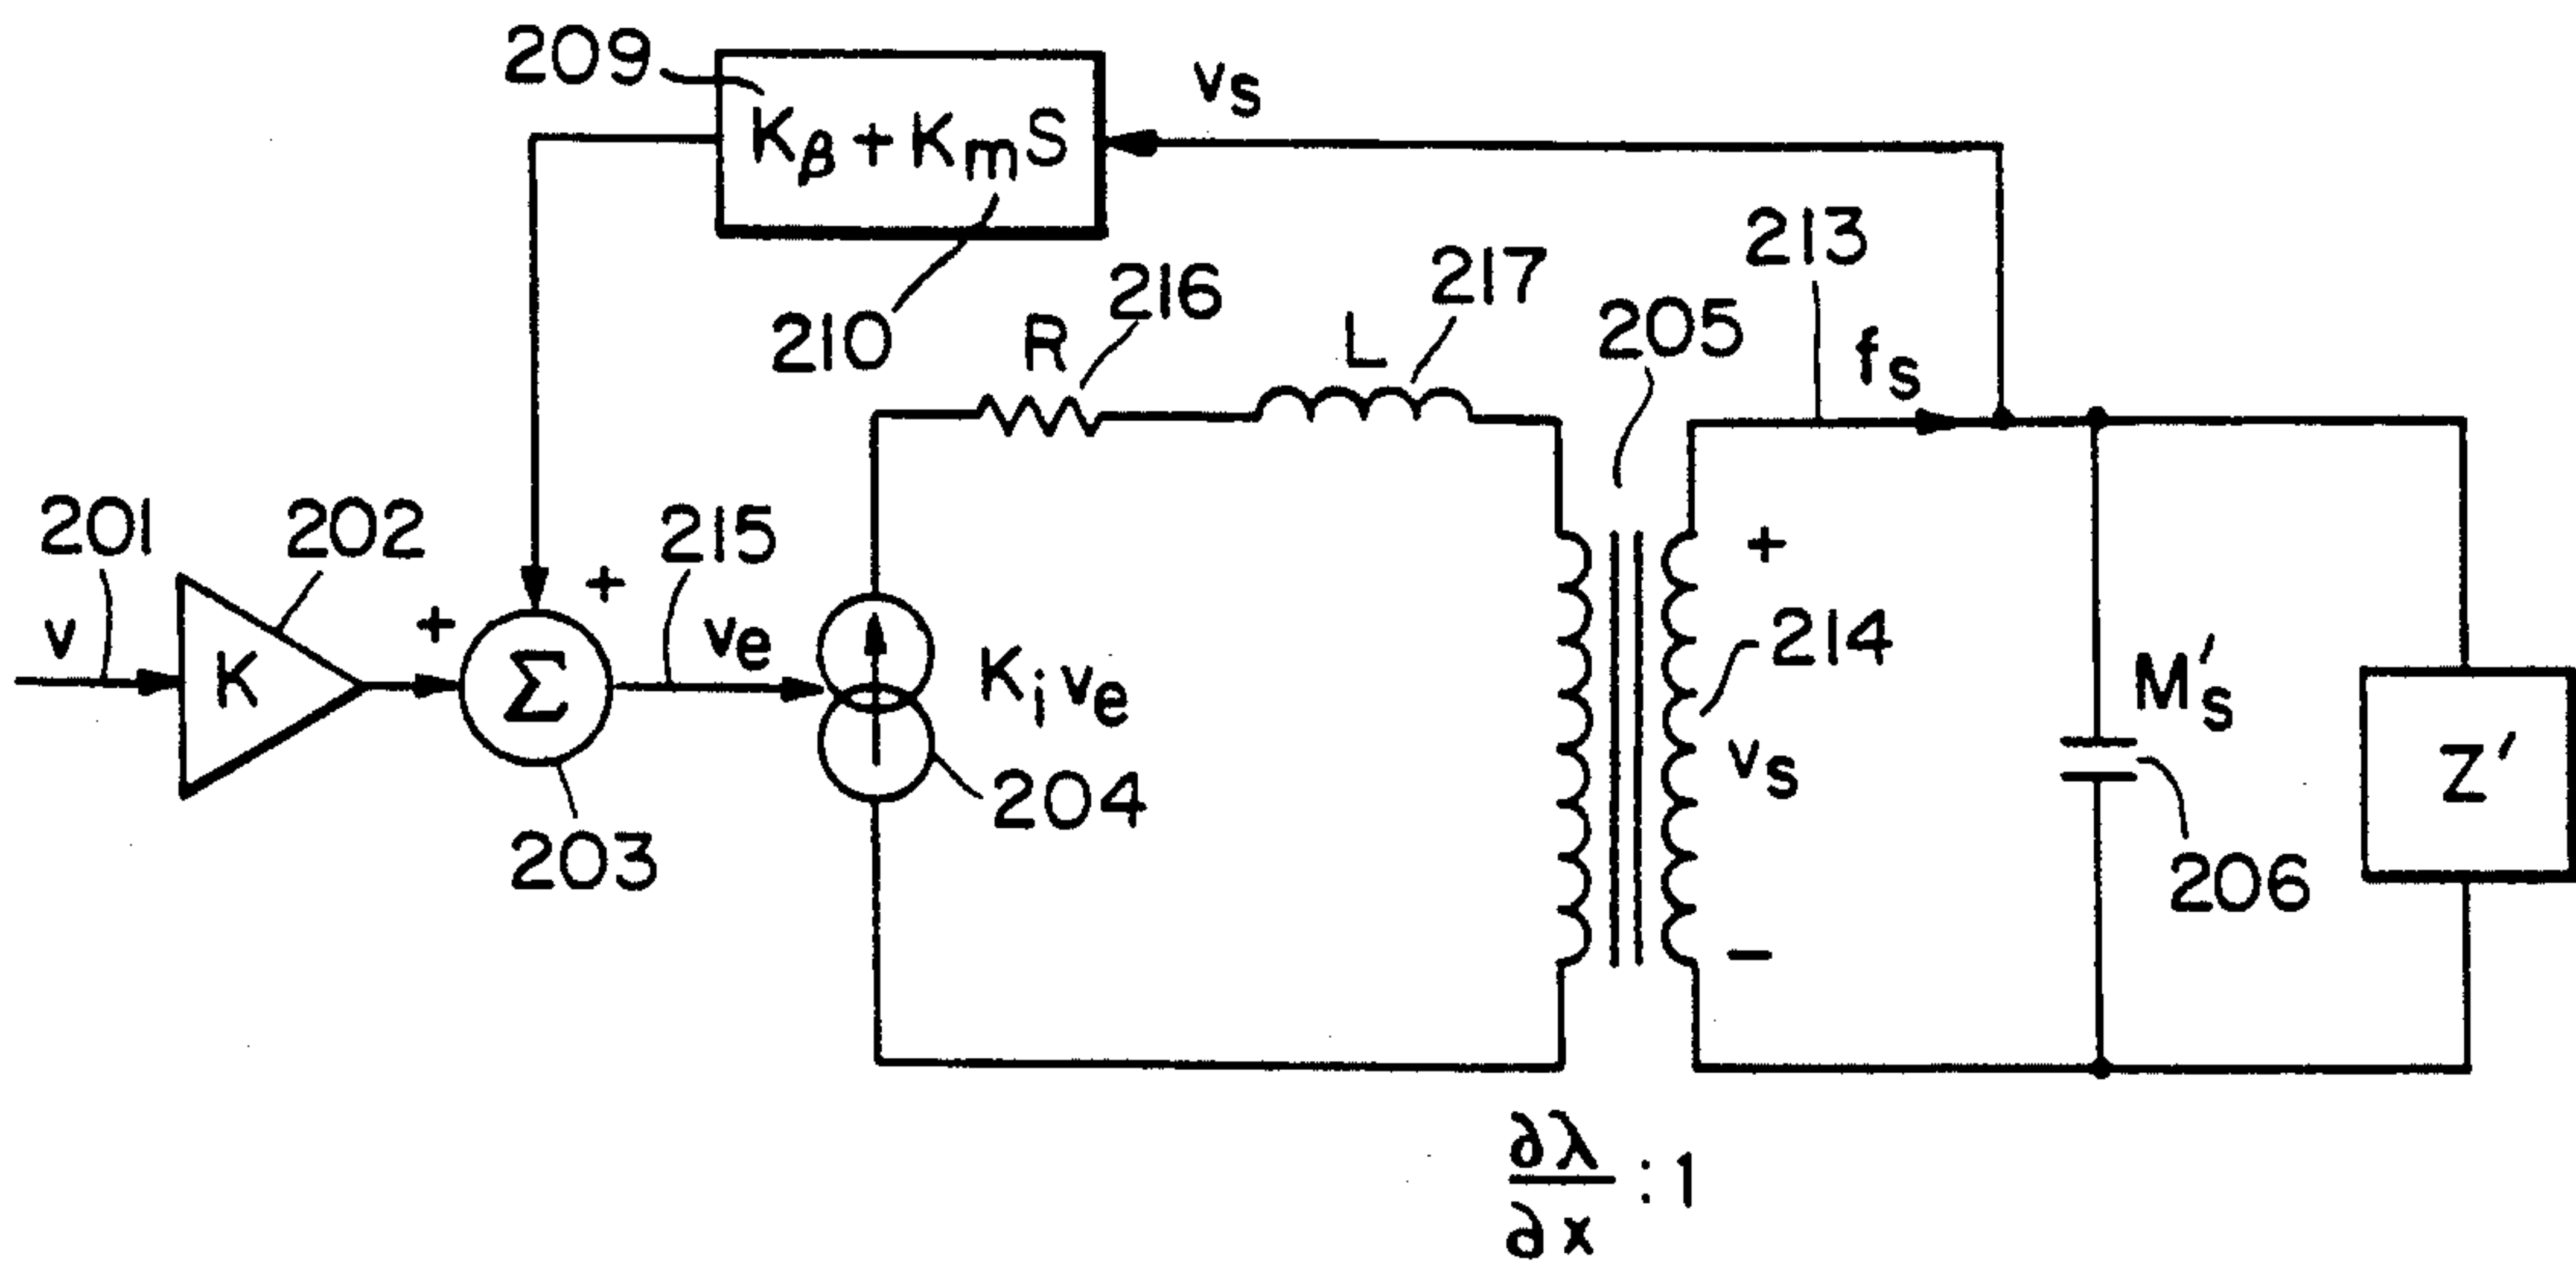 209
Kβ + KmS
vs
210
R
216
L
217
205
213
fs
201
v
202
K
+
Σ
203
+
215
ve
Ki ve
204
+
214
vs
−
M's
206
Z'
∂λ/∂x : 1